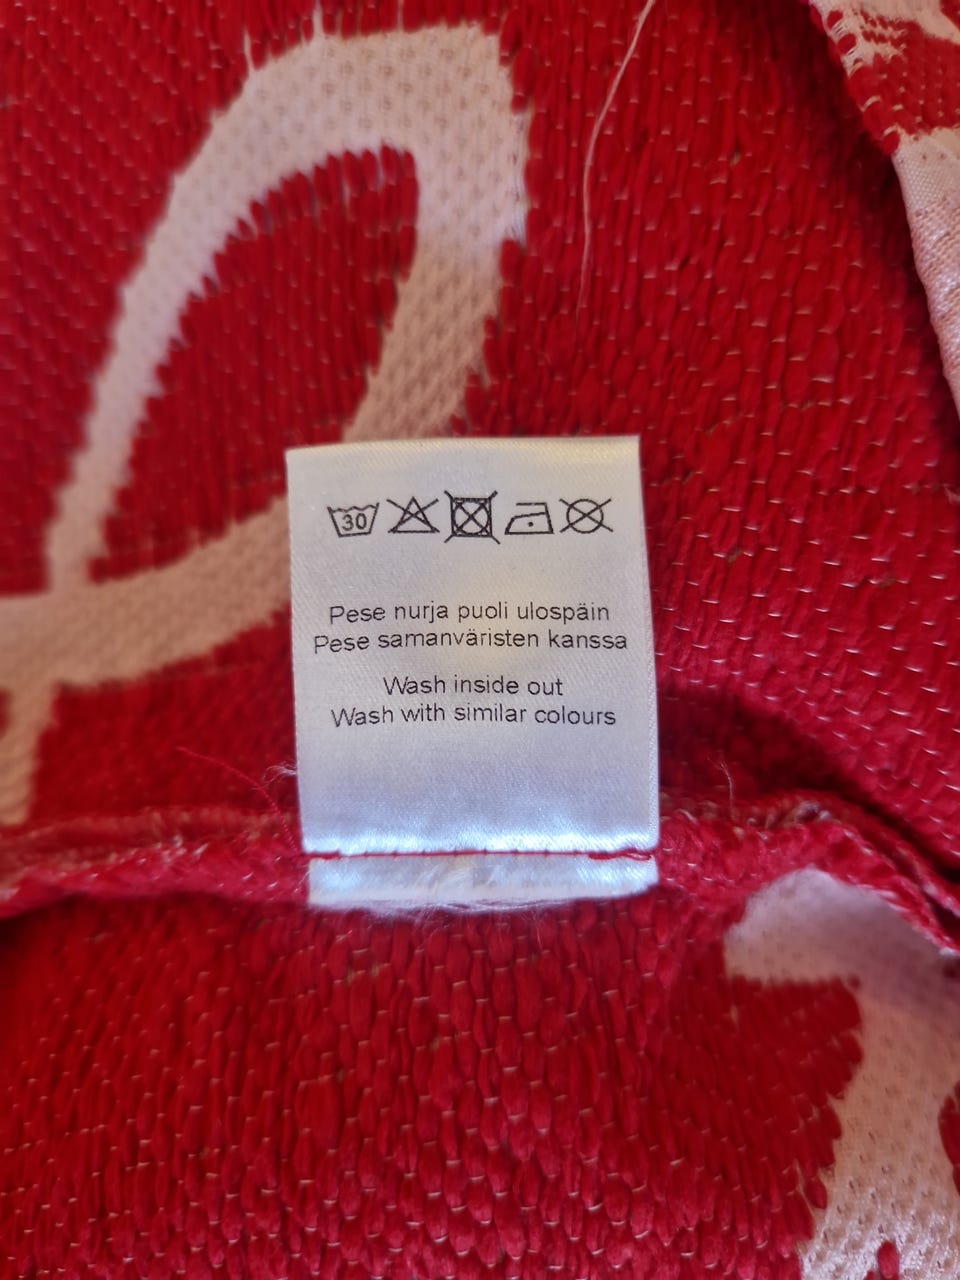 30
Pese nurja puoli ulospäin
Pese samanväristen kanssa
Wash inside out
Wash with similar colours